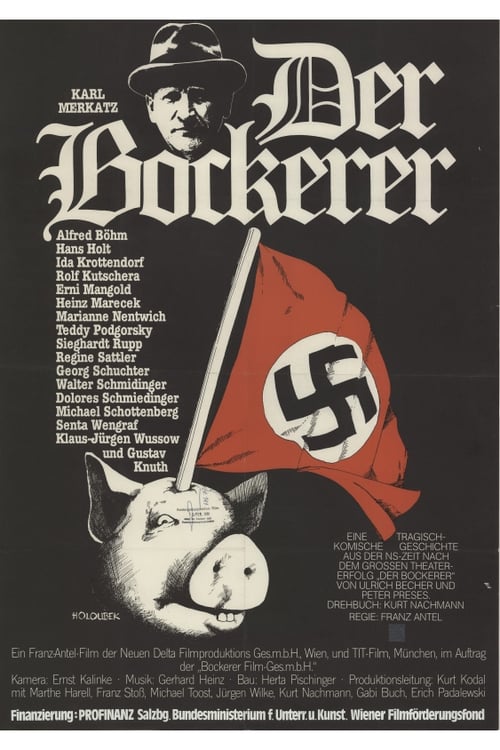 KARL
MERKATZ
Der
Bockerer
Alfred Böhm
Hans Holt
Ida Krottendorf
Rolf Kutschera
Erni Mangold
Heinz Marecek
Marianne Nentwich
Teddy Podgorsky
Sieghardt Rupp
Regine Sattler
Georg Schuchter
Walter Schmidinger
Dolores Schmiedinger
Michael Schottenberg
Senta Wengraf
Klaus-Jürgen Wussow
und Gustav
Knuth
HOLOUBEK
EINE TRAGISCH-
KOMISCHE GESCHICHTE
AUS DER NS-ZEIT NACH
DEM GROSSEN THEATER-
ERFOLG „DER BOCKERER"
VON ULRICH BECHER UND
PETER PRESES.
DREHBUCH: KURT NACHMANN
REGIE: FRANZ ANTEL
Ein Franz-Antel-Film der Neuen Delta Filmproduktions Ges.m.b.H., Wien, und TIT-Film, München, im Auftrag
der „Bockerer Film-Ges.m.b.H."
Kamera: Ernst Kalinke · Musik: Gerhard Heinz · Bau: Herta Pischinger · Produktionsleitung: Kurt Kodal
mit Marthe Harell, Franz Stoß, Michael Toost, Jürgen Wilke, Kurt Nachmann, Gabi Buch, Erich Padalewski
Finanzierung: PROFINANZ Salzbg. Bundesministerium f. Unterr. u. Kunst. Wiener Filmförderungsfond